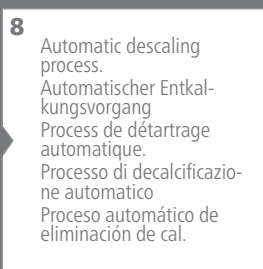 8
Automatic descaling
process.
Automatischer Entkal-
kungsvorgang
Process de détartrage
automatique.
Processo di decalcificazio-
ne automatico
Proceso automático de
eliminación de cal.